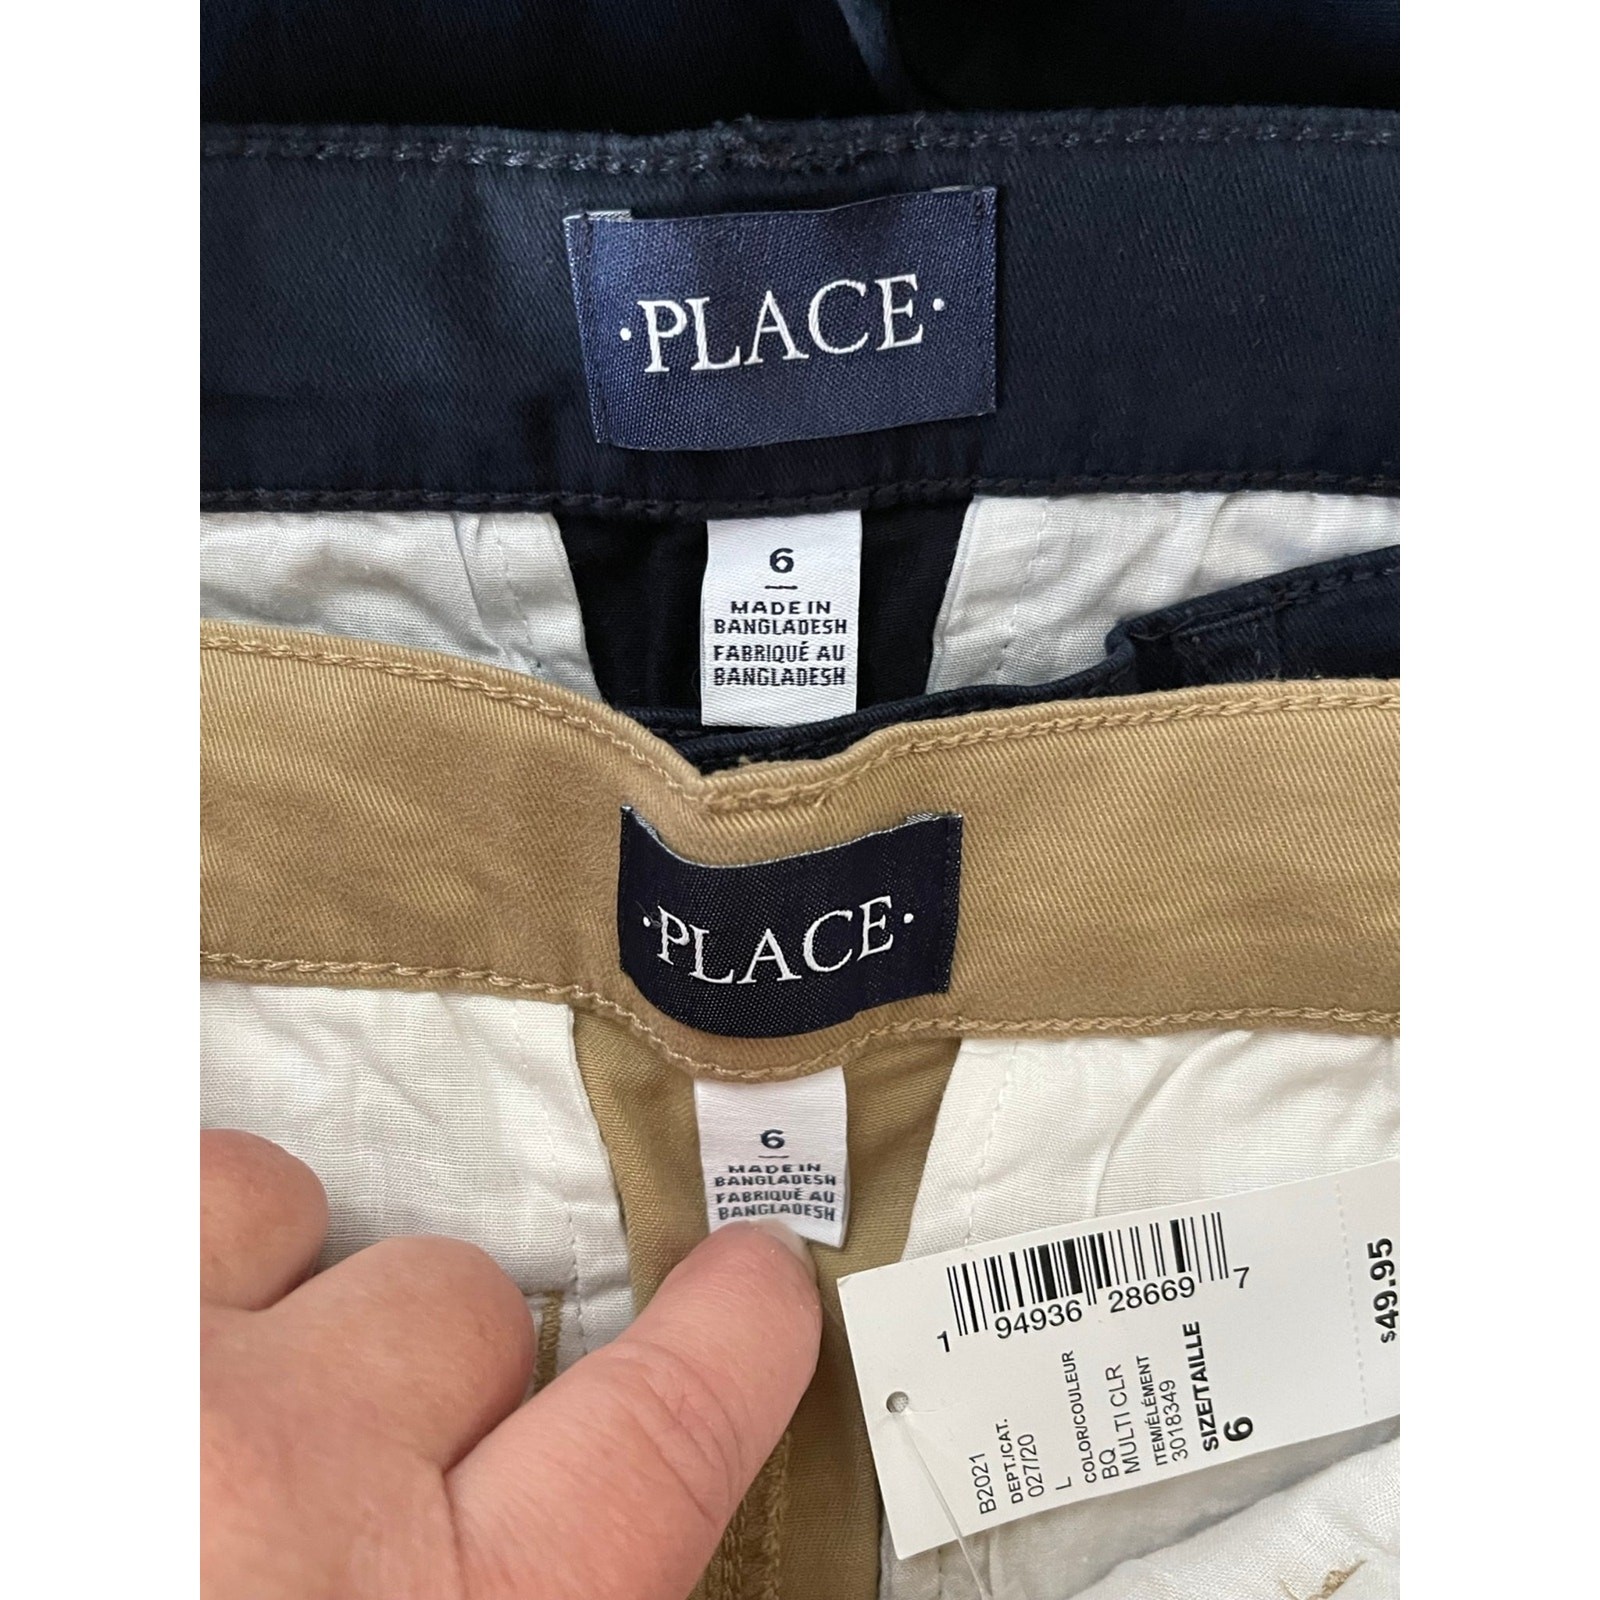 ·PLACE·
6
MADE IN
BANGLADESH
FABRIQUÉ AU
BANGLADESH
·PLACE·
6
MADE IN
BANGLADESH
FABRIQUÉ AU
BANGLADESH
1 94936 28669 7
B2021
DEPT./CAT.
027/20
L
COLOR/COULEUR
BQ
MULTI CLR
ITEM/ÉLÉMENT
3018349
SIZE/TAILLE
6
$49.95